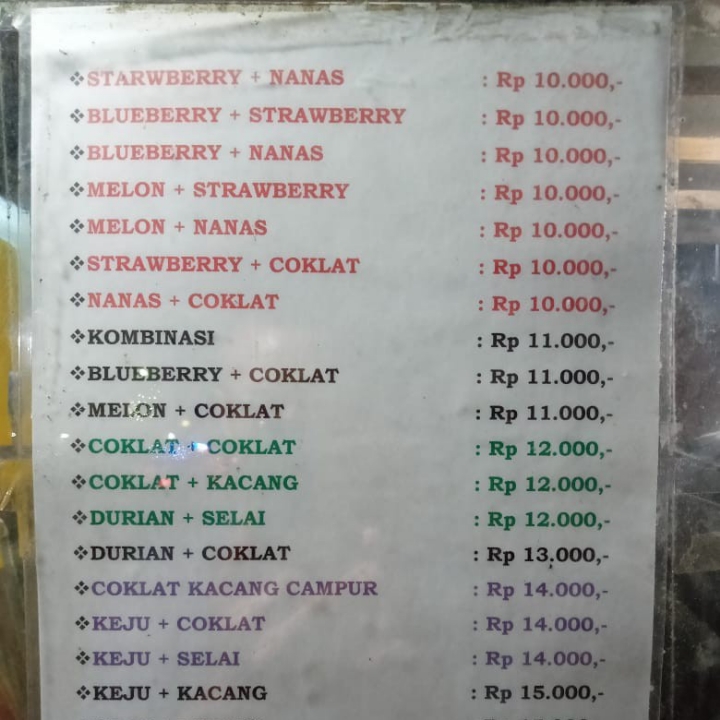 ❖STARWBERRY + NANAS : Rp 10.000,-
❖BLUEBERRY + STRAWBERRY : Rp 10.000,-
❖BLUEBERRY + NANAS : Rp 10.000,-
❖MELON + STRAWBERRY : Rp 10.000,-
❖MELON + NANAS : Rp 10.000,-
❖STRAWBERRY + COKLAT : Rp 10.000,-
❖NANAS + COKLAT : Rp 10.000,-
❖KOMBINASI : Rp 11.000,-
❖BLUEBERRY + COKLAT : Rp 11.000,-
❖MELON + COKLAT : Rp 11.000,-
❖COKLAT + COKLAT : Rp 12.000,-
❖COKLAT + KACANG : Rp 12.000,-
❖DURIAN + SELAI : Rp 12.000,-
❖DURIAN + COKLAT : Rp 13.000,-
❖COKLAT KACANG CAMPUR : Rp 14.000,-
❖KEJU + COKLAT : Rp 14.000,-
❖KEJU + SELAI : Rp 14.000,-
❖KEJU + KACANG : Rp 15.000,-